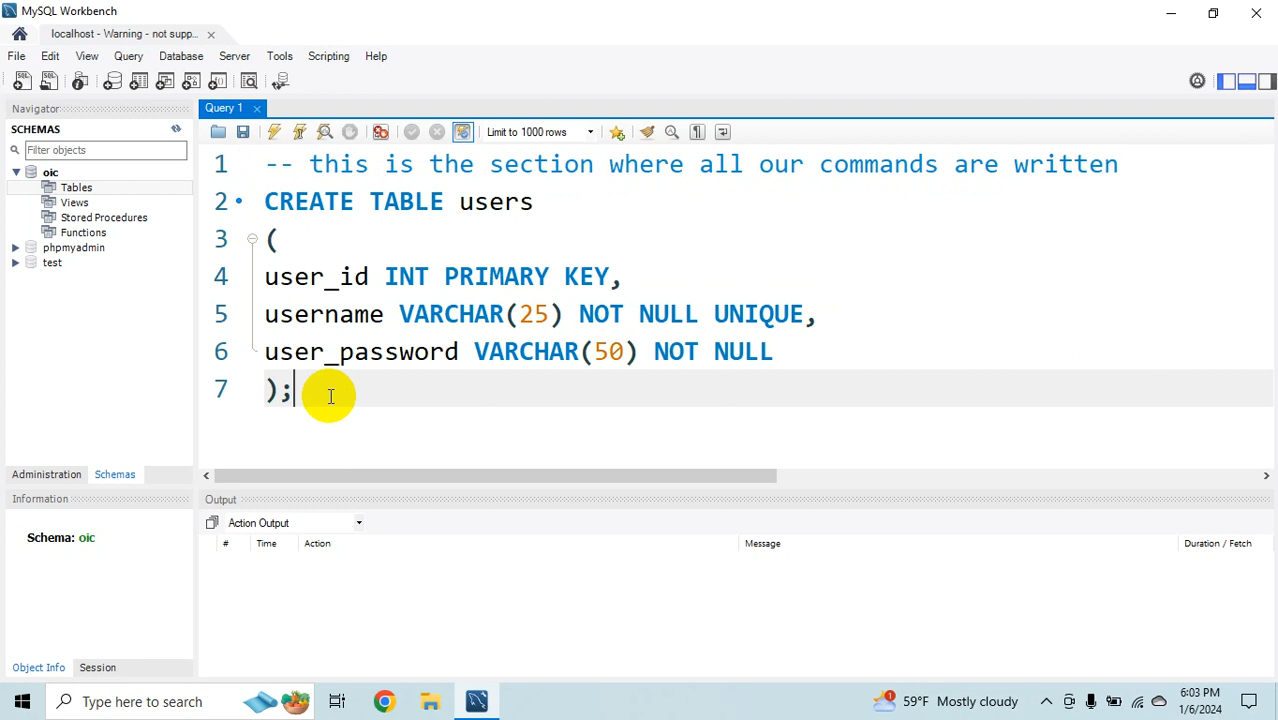 MySQL Workbench
localhost - Warning - not supp...
File Edit View Query Database Server Tools Scripting Help
Navigator
SCHEMAS
Filter objects
oic
Tables
Views
Stored Procedures
Functions
phpmyadmin
test
Administration Schemas
Information
Schema: oic
Object Info Session
Query 1
Limit to 1000 rows
1 -- this is the section where all our commands are written
2 CREATE TABLE users
3 (
4 user_id INT PRIMARY KEY,
5 username VARCHAR(25) NOT NULL UNIQUE,
6 user_password VARCHAR(50) NOT NULL
7 );
Output
Action Output
# Time Action Message Duration / Fetch
Type here to search
1
59°F Mostly cloudy
6:03 PM
1/6/2024